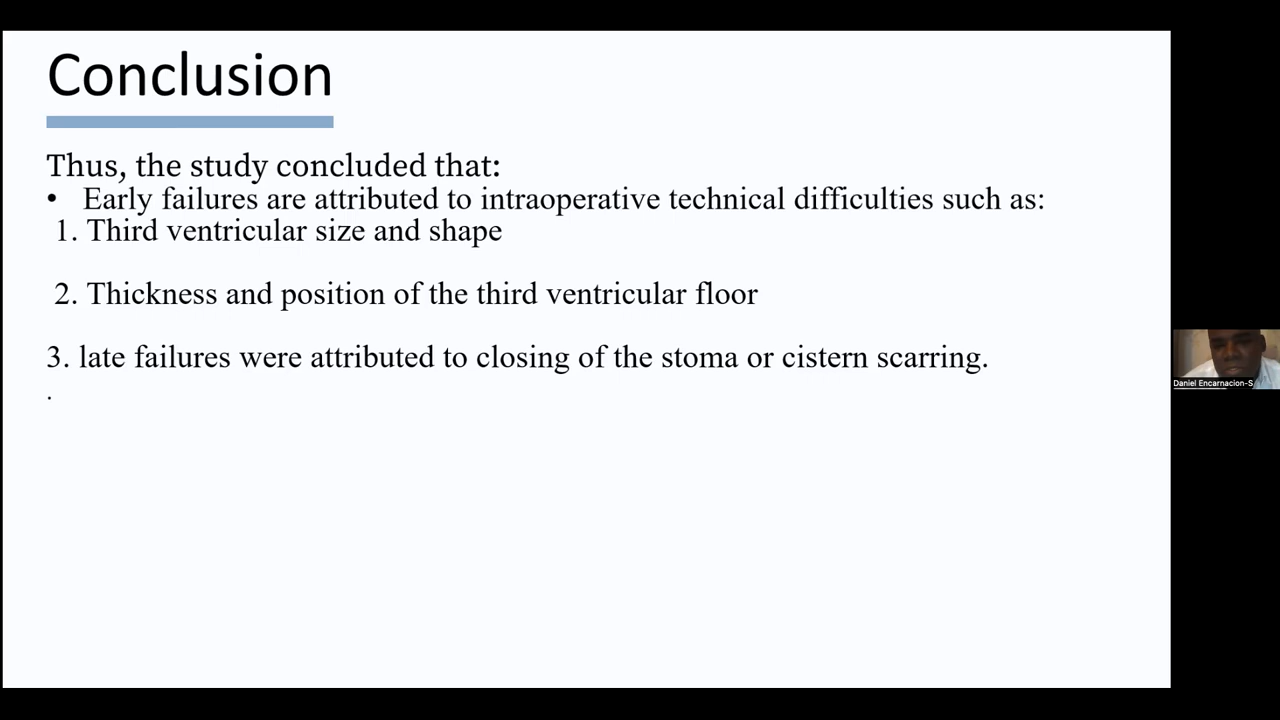 Conclusion
Thus, the study concluded that:
• Early failures are attributed to intraoperative technical difficulties such as:
1. Third ventricular size and shape
2. Thickness and position of the third ventricular floor
3. late failures were attributed to closing of the stoma or cistern scarring.
.
Daniel Encarnacion-S